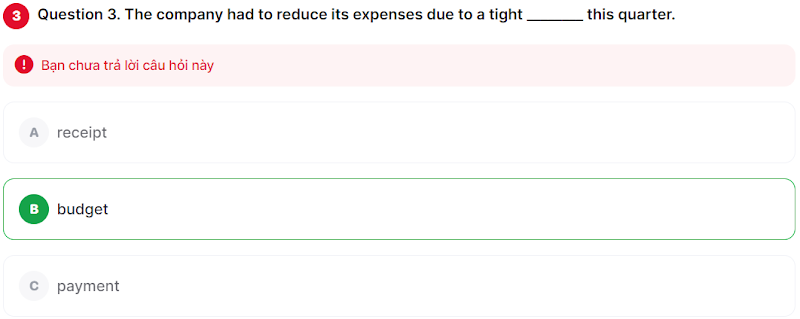 3 Question 3. The company had to reduce its expenses due to a tight ________ this quarter.
! Bạn chưa trả lời câu hỏi này
A receipt
B budget
C payment